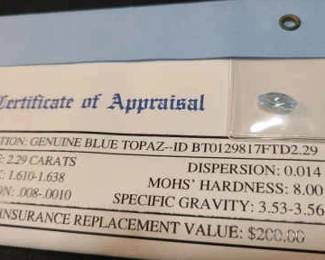 Certificate of Appraisal
TION: GENUINE BLUE TOPAZ--ID BT0129817FTD2.29
: 2.29 CARATS DISPERSION: 0.014
: 1.610-1.638 MOHS' HARDNESS: 8.00
ON: .008-.0010 SPECIFIC GRAVITY: 3.53-3.56
INSURANCE REPLACEMENT VALUE: $200.00